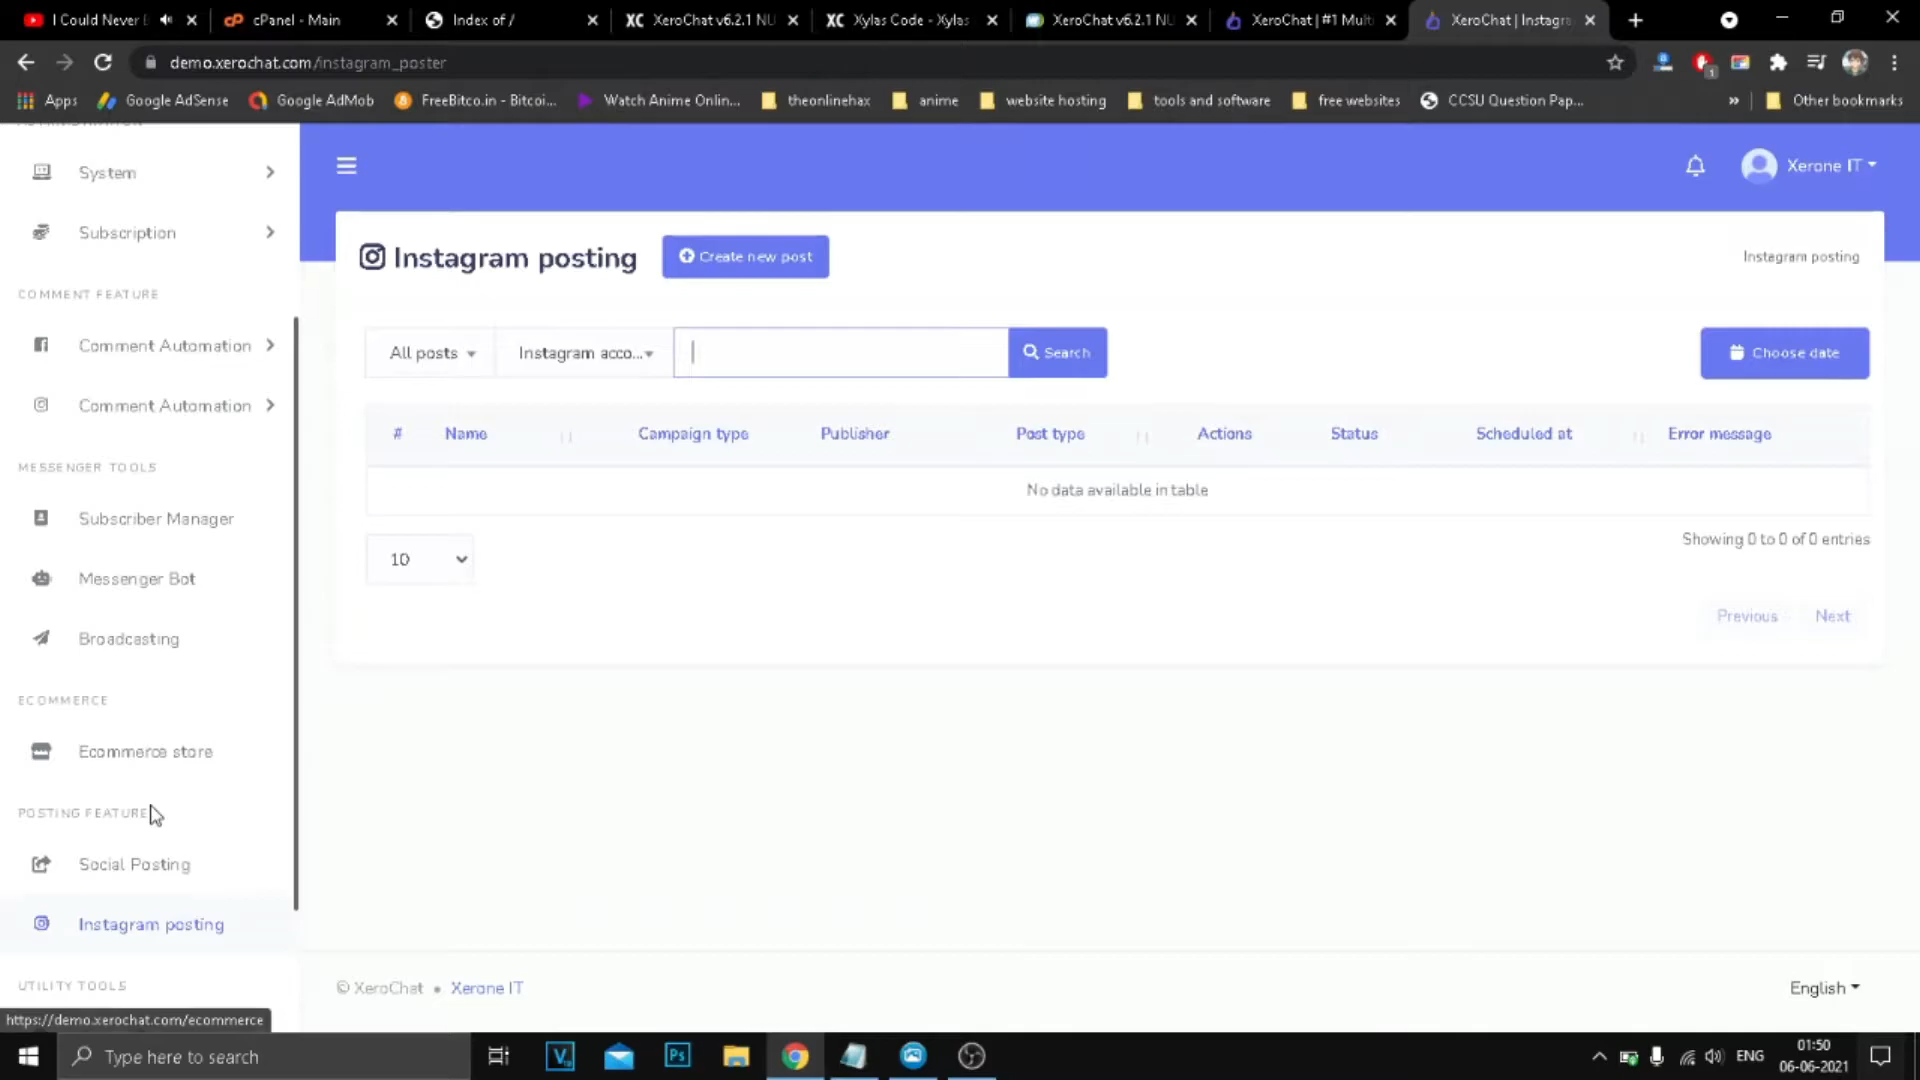 I Could Never
cPanel - Main
Index of /
XC XeroChat v6.2.1 NU
XC Xylas Code - Xylas
XeroChat v6.2.1 NU
XeroChat | #1 Multi
XeroChat | Instagra
demo.xerochat.com/instagram_poster
Apps
Google AdSense
Google AdMob
FreeBitco.in - Bitcoi...
Watch Anime Onlin...
theonlinehax
anime
website hosting
tools and software
free websites
CCSU Question Pap...
»
Other bookmarks
System
Subscription
COMMENT FEATURE
Comment Automation
Comment Automation
MESSENGER TOOLS
Subscriber Manager
Messenger Bot
Broadcasting
ECOMMERCE
Ecommerce store
POSTING FEATURE
Social Posting
Instagram posting
UTILITY TOOLS
https://demo.xerochat.com/ecommerce
Xerone IT
Instagram posting
Create new post
Instagram posting
All posts
Instagram acco...
Search
Choose date
# Name Campaign type Publisher Post type Actions Status Scheduled at Error message
No data available in table
10
Showing 0 to 0 of 0 entries
Previous Next
© XeroChat • Xerone IT
English
Type here to search
V
Ps
ENG
01:50
06-06-2021